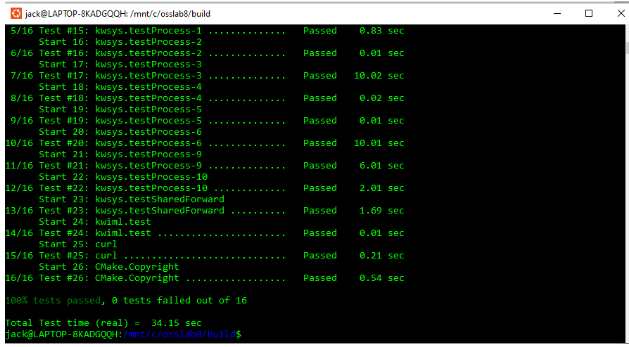 jack@LAPTOP-8KADGQQH: /mnt/c/osslab8/build
5/16 Test #15: kwsys.testProcess-1 .............. Passed 0.83 sec
Start 16: kwsys.testProcess-2
6/16 Test #16: kwsys.testProcess-2 .............. Passed 0.01 sec
Start 17: kwsys.testProcess-3
7/16 Test #17: kwsys.testProcess-3 .............. Passed 10.02 sec
Start 18: kwsys.testProcess-4
8/16 Test #18: kwsys.testProcess-4 .............. Passed 0.02 sec
Start 19: kwsys.testProcess-5
9/16 Test #19: kwsys.testProcess-5 .............. Passed 0.01 sec
Start 20: kwsys.testProcess-6
10/16 Test #20: kwsys.testProcess-6 .............. Passed 10.01 sec
Start 21: kwsys.testProcess-9
11/16 Test #21: kwsys.testProcess-9 .............. Passed 6.01 sec
Start 22: kwsys.testProcess-10
12/16 Test #22: kwsys.testProcess-10 ............. Passed 2.01 sec
Start 23: kwsys.testSharedForward
13/16 Test #23: kwsys.testSharedForward .......... Passed 1.69 sec
Start 24: kwiml.test
14/16 Test #24: kwiml.test ....................... Passed 0.01 sec
Start 25: curl
15/16 Test #25: curl ............................. Passed 0.21 sec
Start 26: CMake.Copyright
16/16 Test #26: CMake.Copyright .................. Passed 0.54 sec
100% tests passed, 0 tests failed out of 16
Total Test time (real) = 34.15 sec
jack@LAPTOP-8KADGQQH:/mnt/c/osslab8/build$